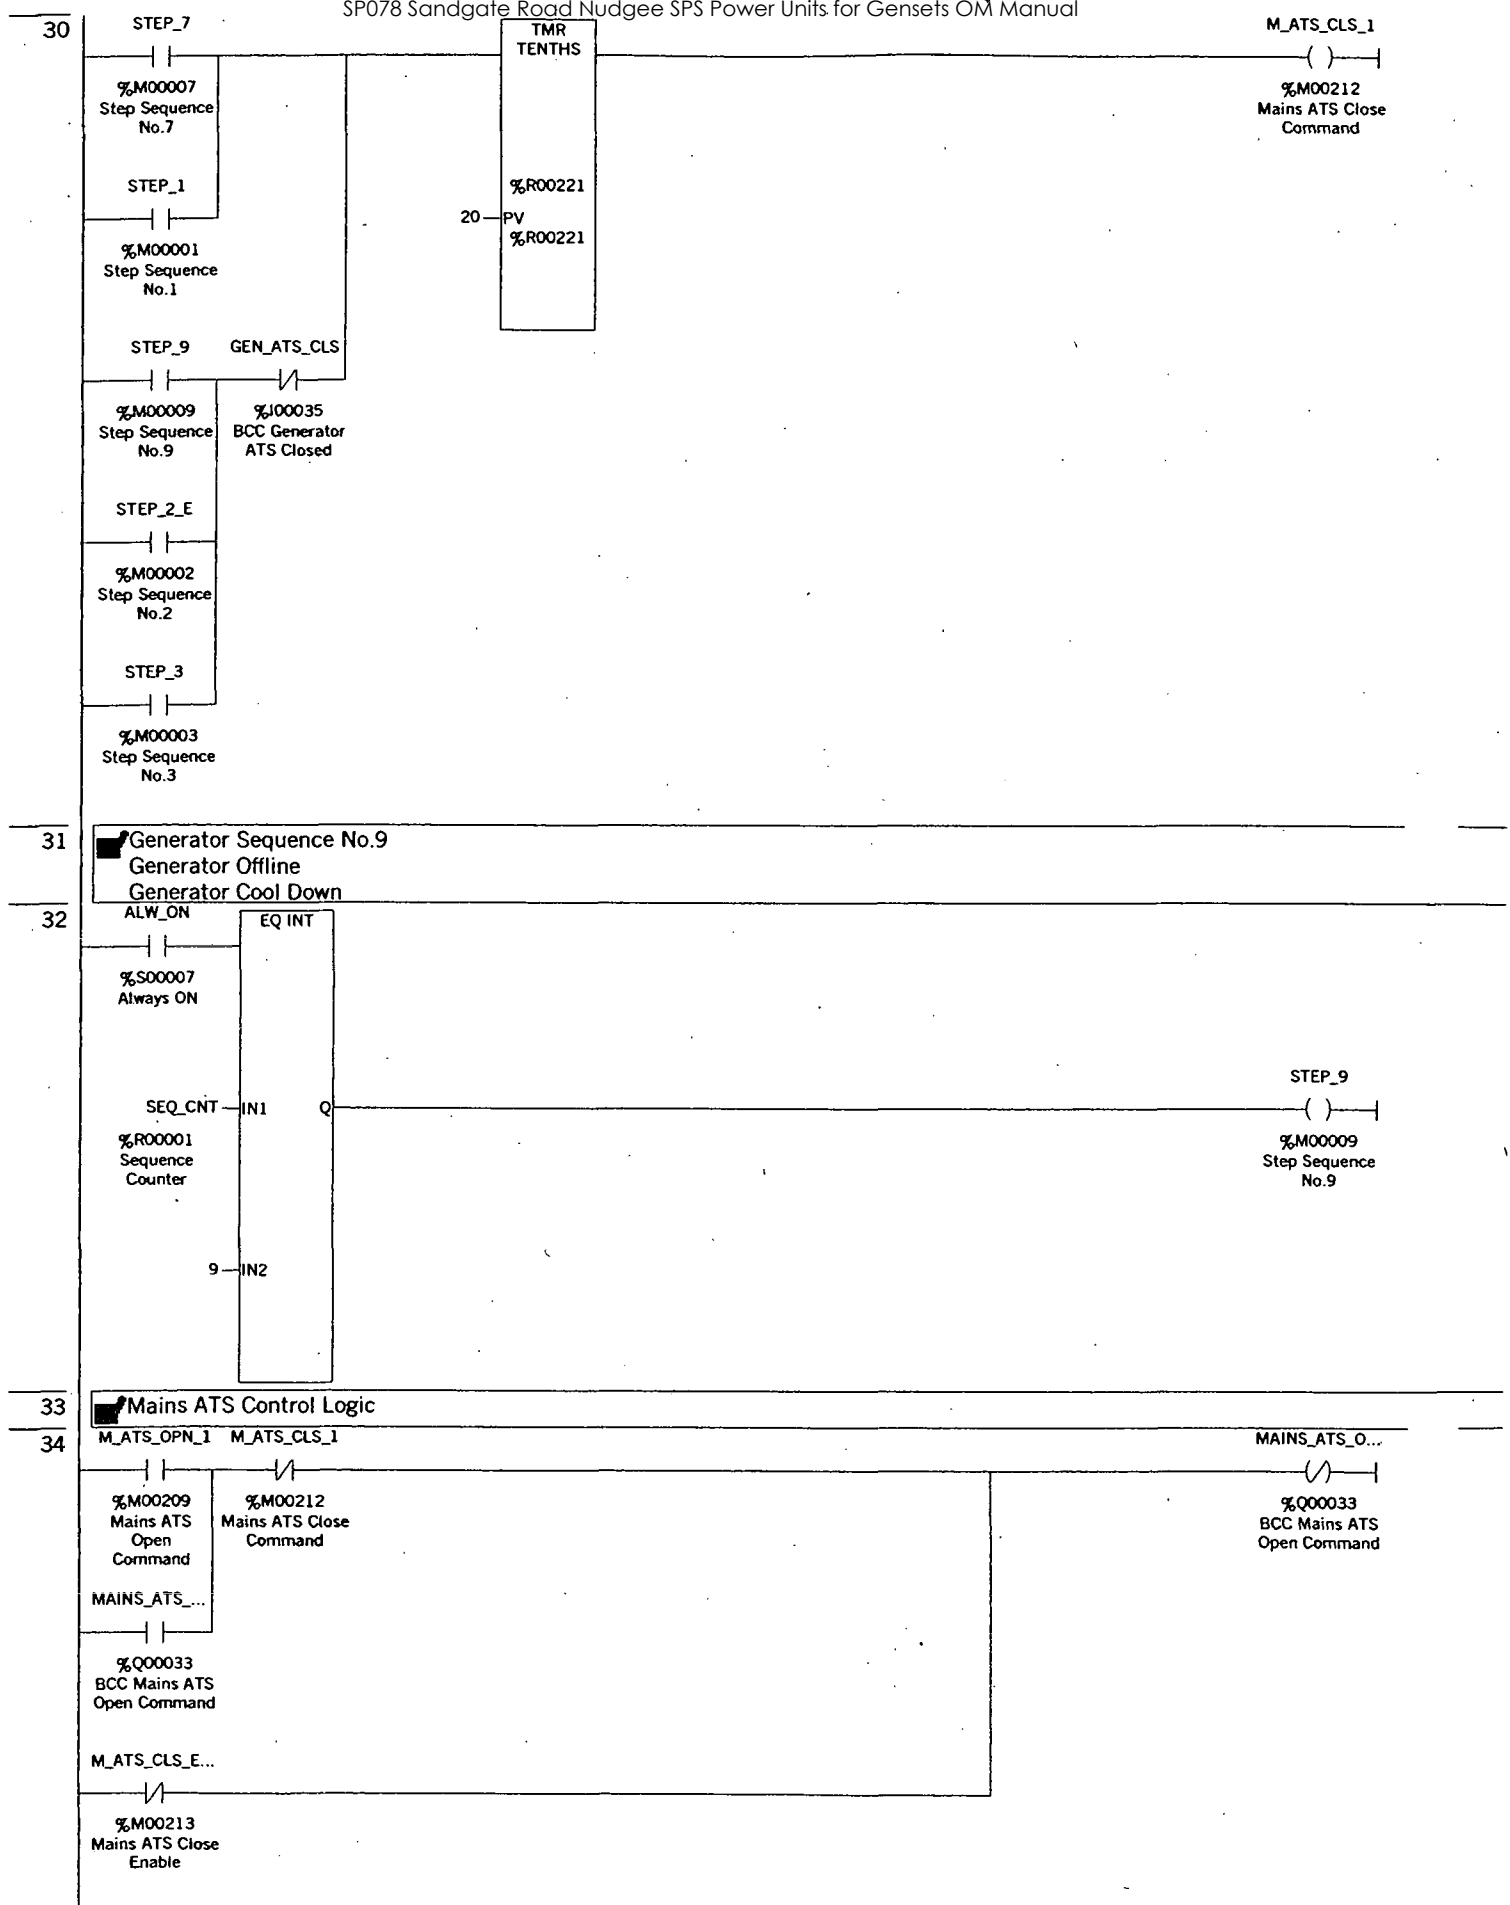 SP078 Sandgate Road Nudgee SPS Power Units for Gensets OM Manual
30
STEP_7
TMR
TENTHS
M_ATS_CLS_1
%M00007
Step Sequence
No.7
%M00212
Mains ATS Close
Command
STEP_1
%R00221
20
PV
%R00221
%M00001
Step Sequence
No.1
STEP_9
GEN_ATS_CLS
%M00009
Step Sequence
No.9
%I00035
BCC Generator
ATS Closed
STEP_2_E
%M00002
Step Sequence
No.2
STEP_3
%M00003
Step Sequence
No.3
31
Generator Sequence No.9
Generator Offline
Generator Cool Down
32
ALW_ON
EQ INT
%S00007
Always ON
STEP_9
SEQ_CNT
IN1
Q
%R00001
Sequence
Counter
%M00009
Step Sequence
No.9
9
IN2
33
Mains ATS Control Logic
34
M_ATS_OPN_1
M_ATS_CLS_1
MAINS_ATS_O...
%M00209
Mains ATS
Open
Command
%M00212
Mains ATS Close
Command
%Q00033
BCC Mains ATS
Open Command
MAINS_ATS_...
%Q00033
BCC Mains ATS
Open Command
M_ATS_CLS_E...
%M00213
Mains ATS Close
Enable